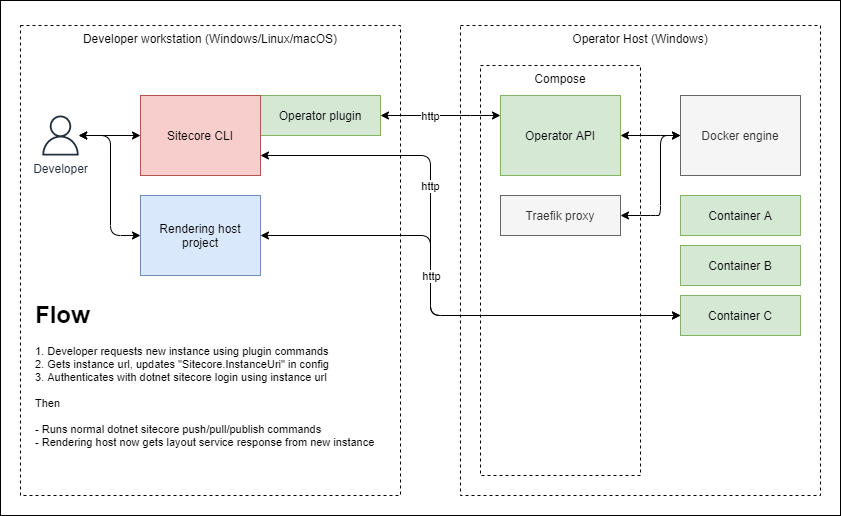 Developer workstation (Windows/Linux/macOS)
Operator Host (Windows)
Compose
Sitecore CLI
Operator plugin
http
Operator API
Docker engine
Developer
http
Rendering host
project
Traefik proxy
Container A
http
Container B
Container C
Flow
1. Developer requests new instance using plugin commands
2. Gets instance url, updates "Sitecore.InstanceUri" in config
3. Authenticates with dotnet sitecore login using instance url
Then
- Runs normal dotnet sitecore push/pull/publish commands
- Rendering host now gets layout service response from new instance